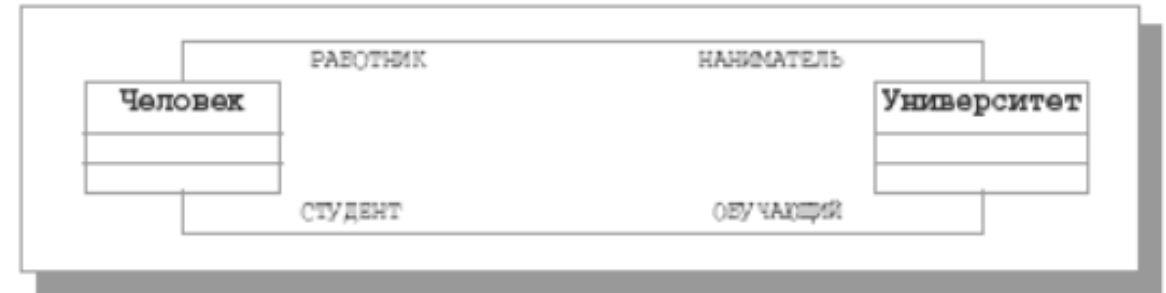 РАБОТНИК НАНИМАТЕЛЬ
Человек Университет
СТУДЕНТ ОБУЧАЮЩИЙ